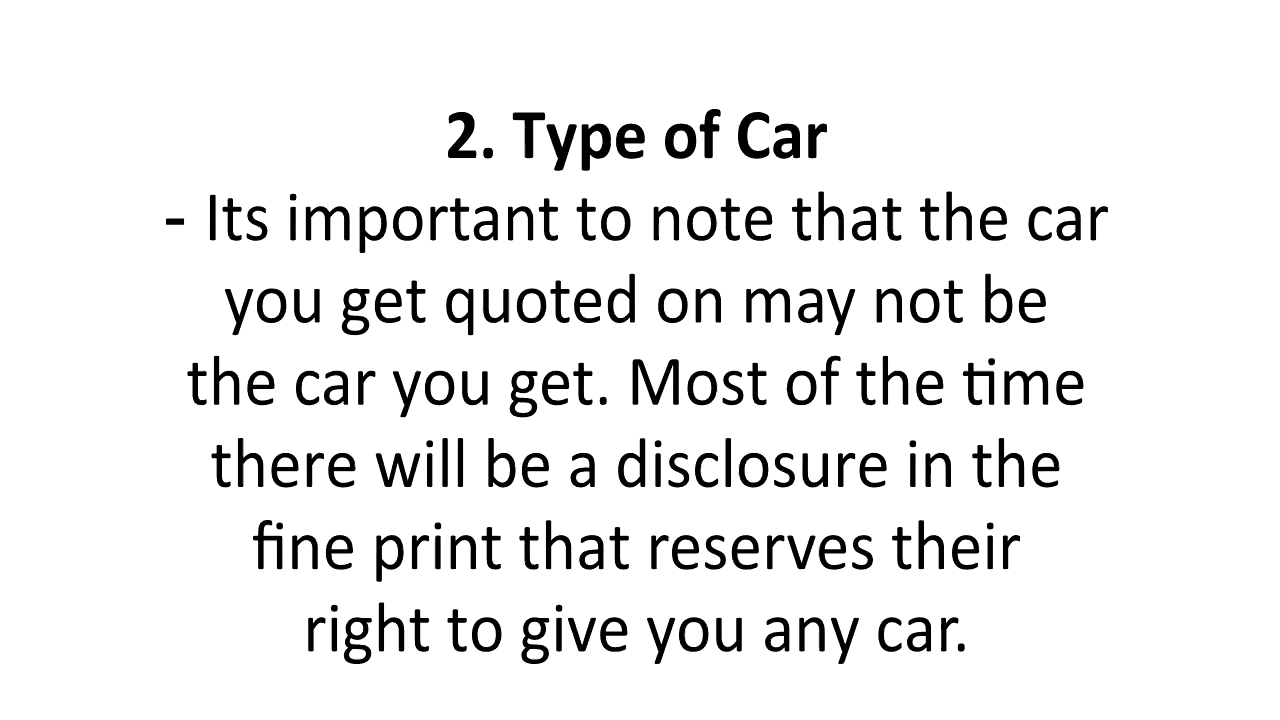 2. Type of Car
- Its important to note that the car
you get quoted on may not be
the car you get. Most of the time
there will be a disclosure in the
fine print that reserves their
right to give you any car.